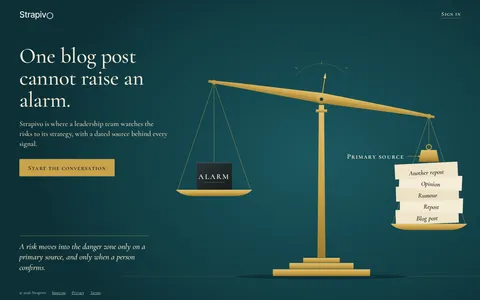 Strapivo
Sign in
One blog post
cannot raise an
alarm.
Strapivo is where a leadership team watches the
risks to its strategy, with a dated source behind every
signal.
Start the conversation
Primary source
ALARM
Another repost
Opinion
Rumour
Repost
Blog post
A risk moves into the danger zone only on a
primary source, and only when a person
confirms.
Privacy
Terms